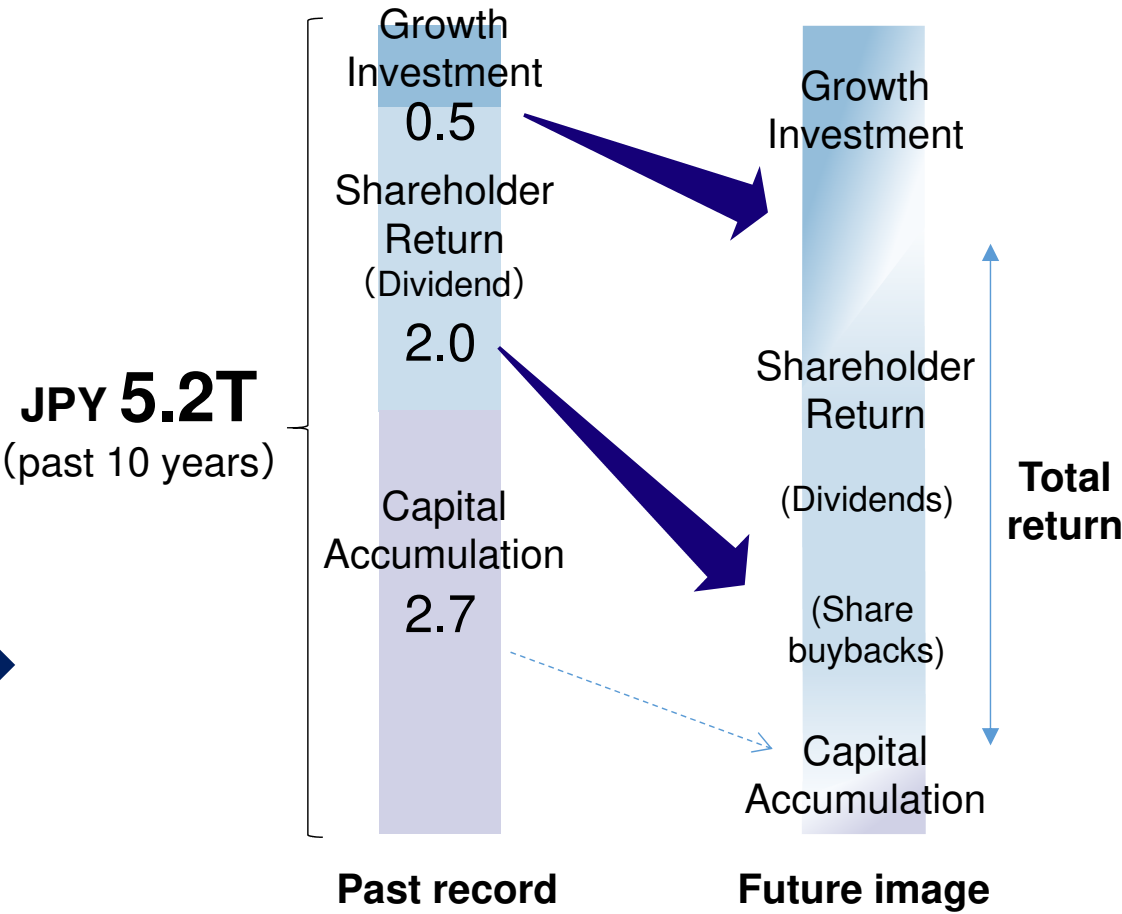 JPY 5.2T
（past 10 years）
Growth
Investment
0.5
Shareholder
Return
（Dividend）
2.0
Capital
Accumulation
2.7
Past record
Growth
Investment
Shareholder
Return
(Dividends)
(Share
buybacks)
Capital
Accumulation
Future image
Total
return